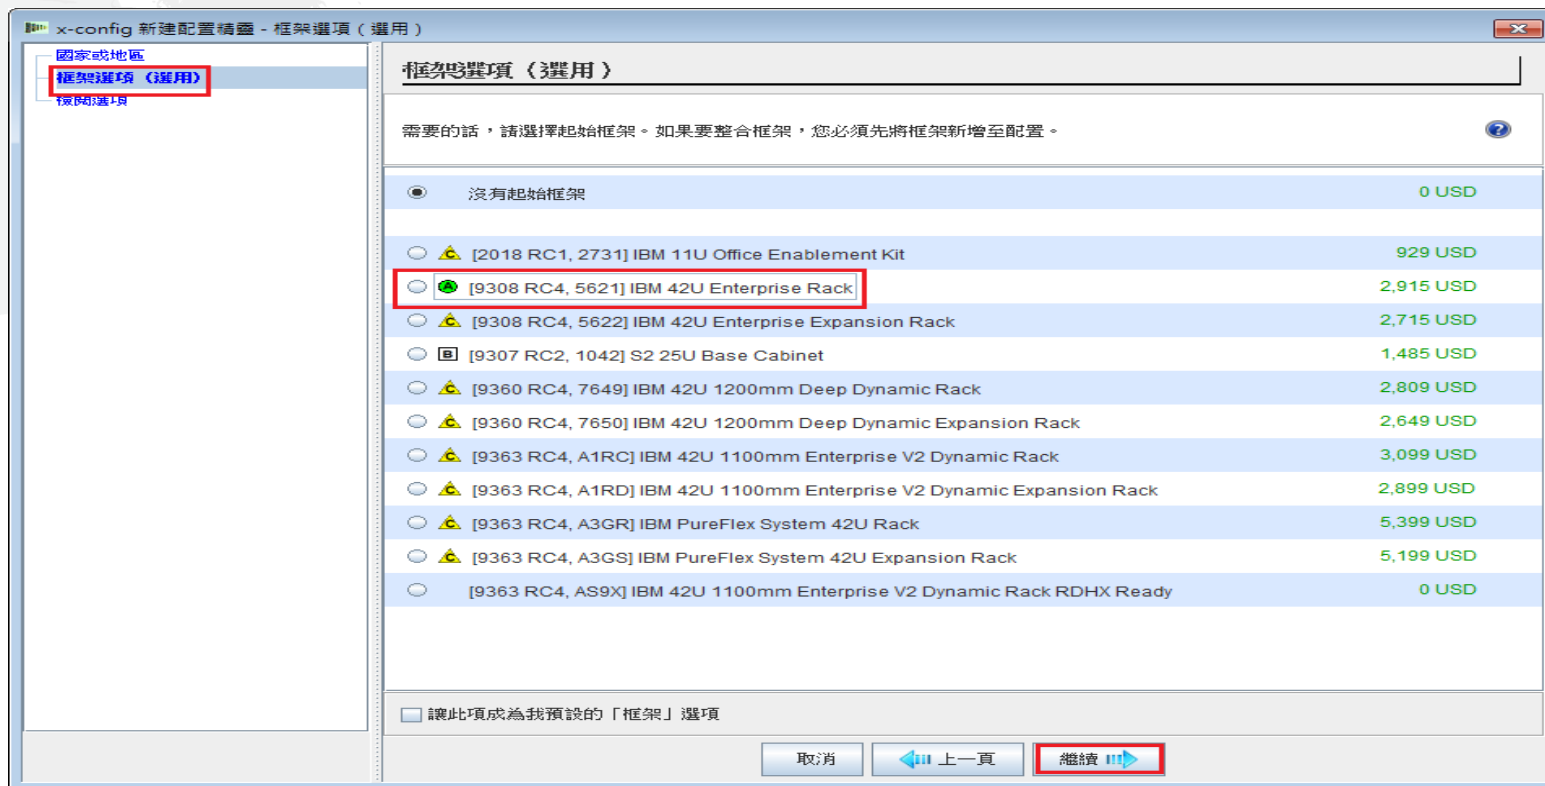 x-config 新建配置精靈 - 框架選項（選用）
國家或地區
框架選項（選用）
檢閱選項
框架選項（選用）
需要的話，請選擇起始框架。如果要整合框架，您必須先將框架新增至配置。
沒有起始框架 0 USD
C [2018 RC1, 2731] IBM 11U Office Enablement Kit 929 USD
A [9308 RC4, 5621] IBM 42U Enterprise Rack 2,915 USD
C [9308 RC4, 5622] IBM 42U Enterprise Expansion Rack 2,715 USD
B [9307 RC2, 1042] S2 25U Base Cabinet 1,485 USD
C [9360 RC4, 7649] IBM 42U 1200mm Deep Dynamic Rack 2,809 USD
C [9360 RC4, 7650] IBM 42U 1200mm Deep Dynamic Expansion Rack 2,649 USD
C [9363 RC4, A1RC] IBM 42U 1100mm Enterprise V2 Dynamic Rack 3,099 USD
C [9363 RC4, A1RD] IBM 42U 1100mm Enterprise V2 Dynamic Expansion Rack 2,899 USD
C [9363 RC4, A3GR] IBM PureFlex System 42U Rack 5,399 USD
C [9363 RC4, A3GS] IBM PureFlex System 42U Expansion Rack 5,199 USD
[9363 RC4, AS9X] IBM 42U 1100mm Enterprise V2 Dynamic Rack RDHX Ready 0 USD
讓此項成為我預設的「框架」選項
取消 上一頁 繼續